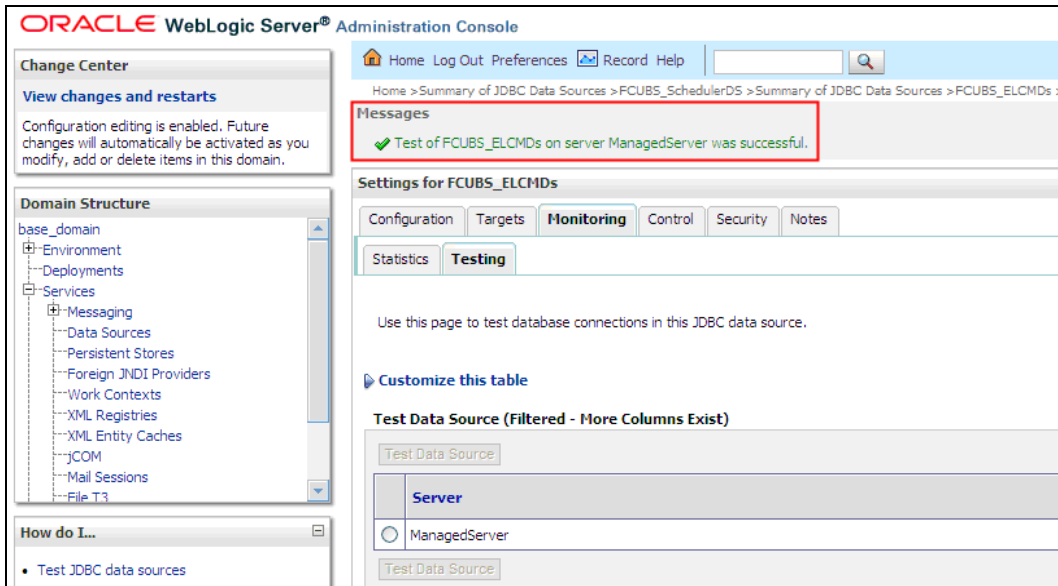 ORACLE WebLogic Server® Administration Console
Change Center
View changes and restarts
Configuration editing is enabled. Future
changes will automatically be activated as you
modify, add or delete items in this domain.
Domain Structure
base_domain
Environment
Deployments
Services
Messaging
Data Sources
Persistent Stores
Foreign JNDI Providers
Work Contexts
XML Registries
XML Entity Caches
jCOM
Mail Sessions
File T3
How do I...
Test JDBC data sources
Home Log Out Preferences Record Help
Home >Summary of JDBC Data Sources >FCUBS_SchedulerDS >Summary of JDBC Data Sources >FCUBS_ELCMDs >
Messages
Test of FCUBS_ELCMDs on server ManagedServer was successful.
Settings for FCUBS_ELCMDs
Configuration Targets Monitoring Control Security Notes
Statistics Testing
Use this page to test database connections in this JDBC data source.
Customize this table
Test Data Source (Filtered - More Columns Exist)
Test Data Source
Server
ManagedServer
Test Data Source